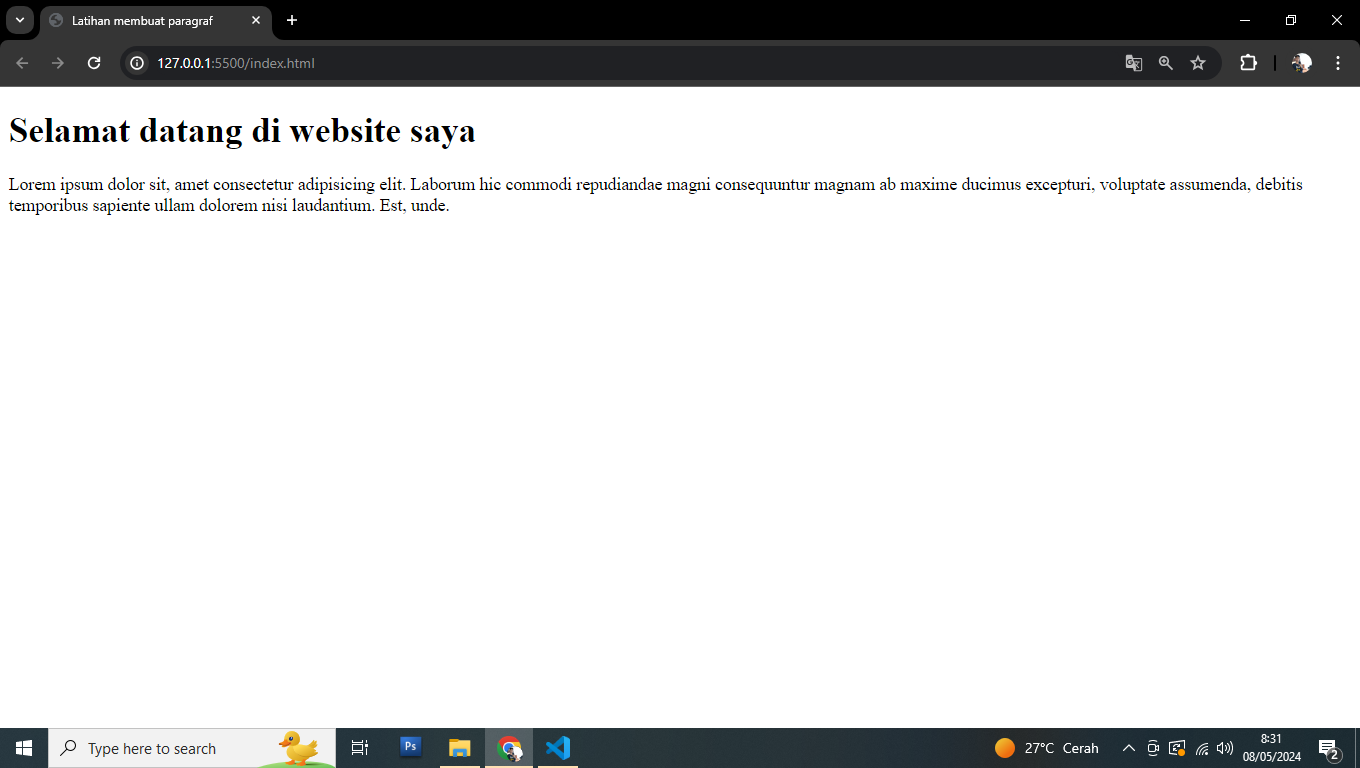 Latihan membuat paragraf
127.0.0.1:5500/index.html
Selamat datang di website saya
Lorem ipsum dolor sit, amet consectetur adipisicing elit. Laborum hic commodi repudiandae magni consequuntur magnam ab maxime ducimus excepturi, voluptate assumenda, debitis
temporibus sapiente ullam dolorem nisi laudantium. Est, unde.
Type here to search
Ps
27°C Cerah
8:31
08/05/2024
2